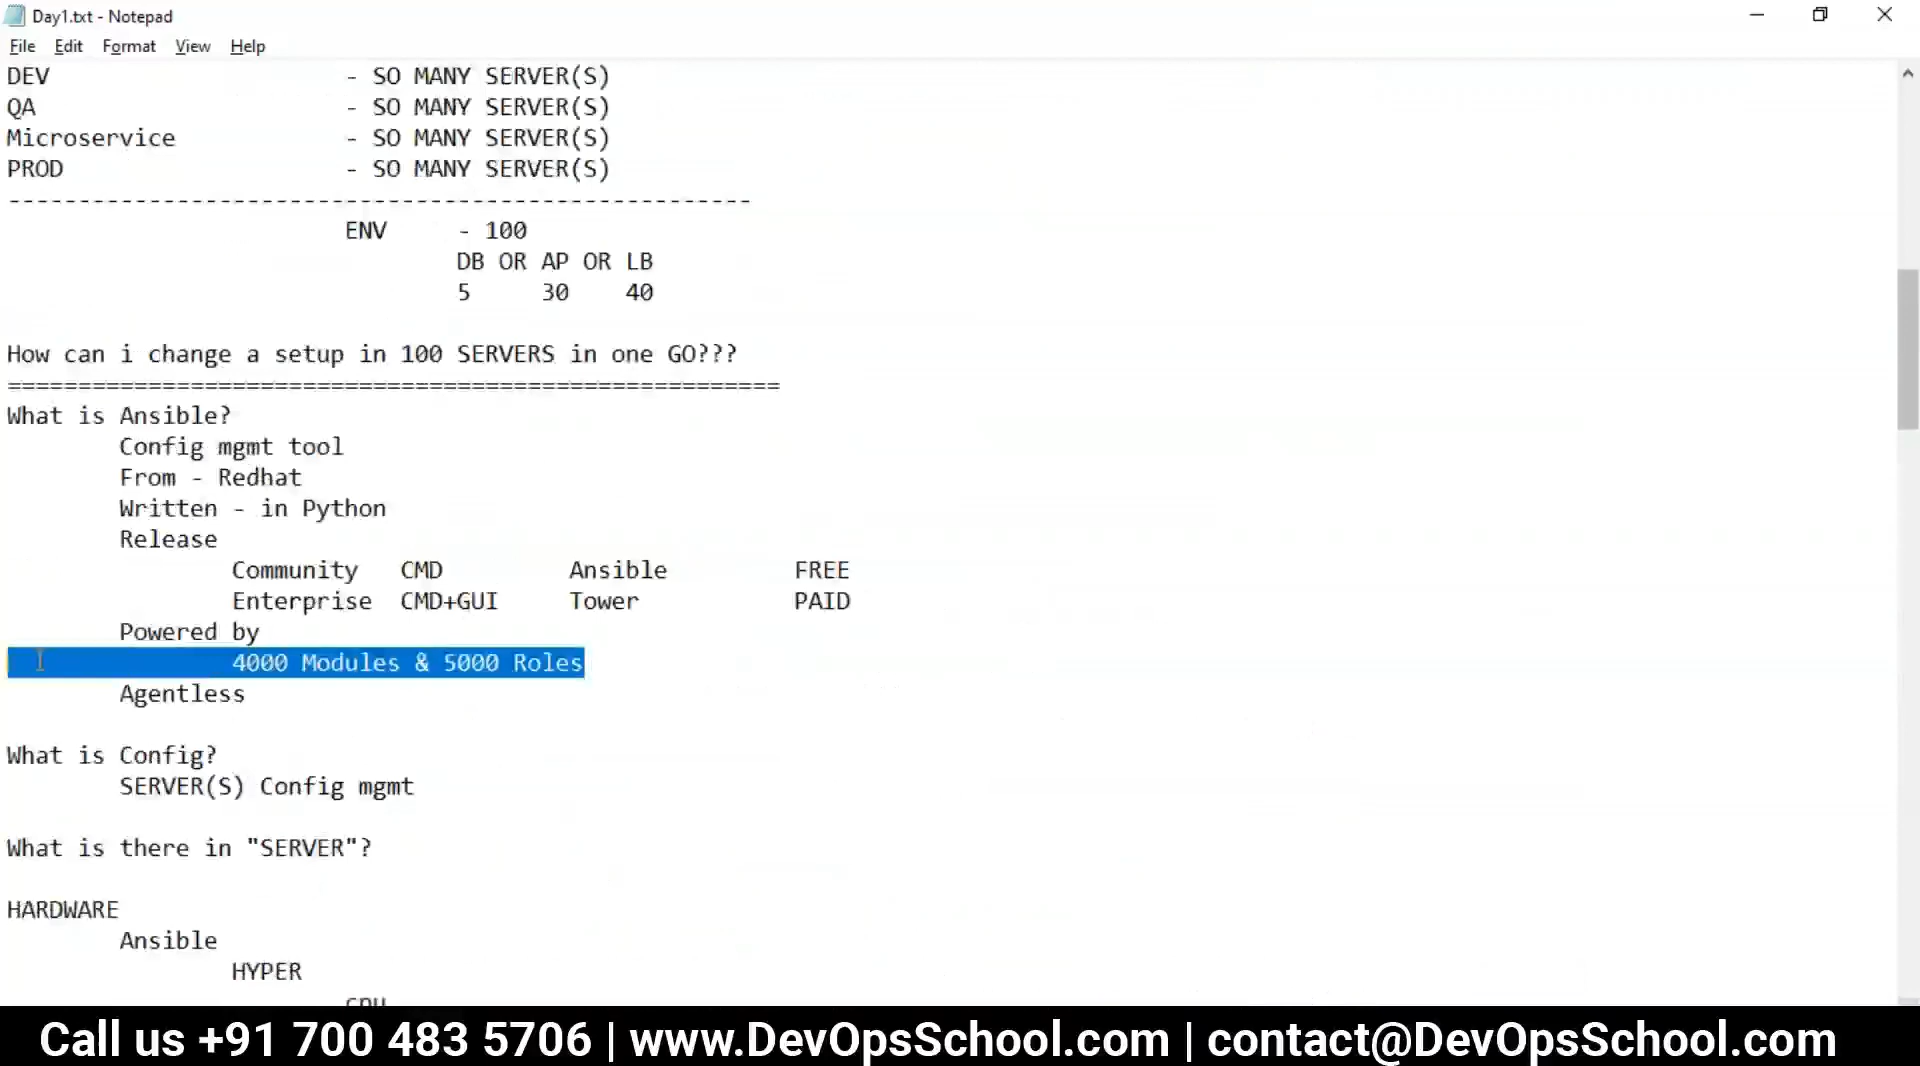 Day1.txt - Notepad
File Edit Format View Help
DEV - SO MANY SERVER(S)
QA - SO MANY SERVER(S)
Microservice - SO MANY SERVER(S)
PROD - SO MANY SERVER(S)
-----------------------------------------------------
ENV - 100
DB OR AP OR LB
5 30 40
How can i change a setup in 100 SERVERS in one GO???
=======================================================
What is Ansible?
Config mgmt tool
From - Redhat
Written - in Python
Release
Community CMD Ansible FREE
Enterprise CMD+GUI Tower PAID
Powered by
4000 Modules & 5000 Roles
Agentless
What is Config?
SERVER(S) Config mgmt
What is there in "SERVER"?
HARDWARE
Ansible
HYPER
Call us +91 700 483 5706 | www.DevOpsSchool.com | contact@DevOpsSchool.com